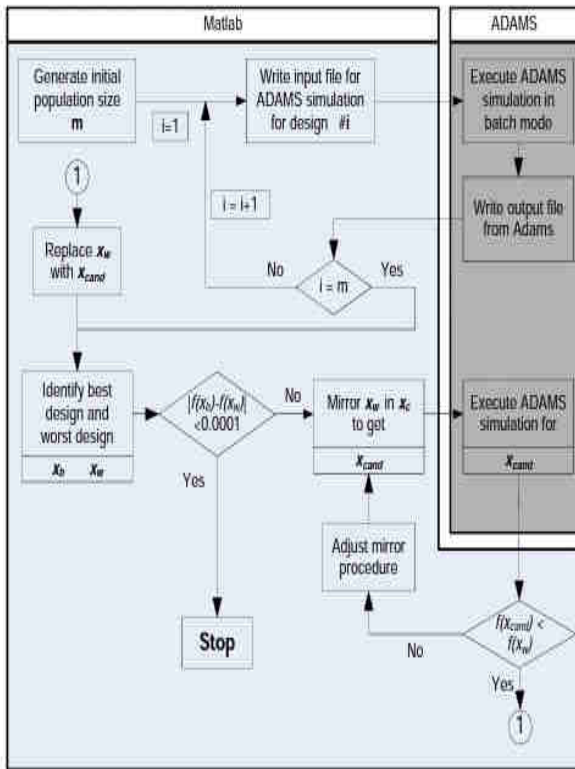 Matlab
ADAMS
Generate initial
population size
m
i=1
Write input file for
ADAMS simulation
for design #i
Execute ADAMS
simulation in
batch mode
1
i = i+1
Write output file
from Adams
Replace xw
with xcand
No
i = m
Yes
Identify best
design and
worst design
xb xw
|f(xb)-f(xw)|
<0.0001
No
Yes
Mirror xw in xc
to get
xcand
Execute ADAMS
simulation for
xcand
Adjust mirror
procedure
Stop
f(xcand) <
f(xw)
No
Yes
1